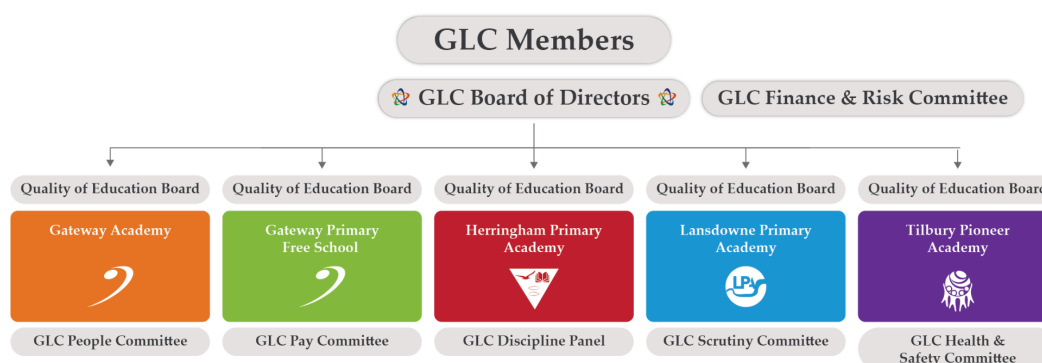 GLC Members
GLC Board of Directors
GLC Finance & Risk Committee
Quality of Education Board
Quality of Education Board
Quality of Education Board
Quality of Education Board
Quality of Education Board
Gateway Academy
Gateway Primary
Free School
Herringham Primary
Academy
Lansdowne Primary
Academy
LPA
Tilbury Pioneer
Academy
GLC People Committee
GLC Pay Committee
GLC Discipline Panel
GLC Scrutiny Committee
GLC Health &
Safety Committee